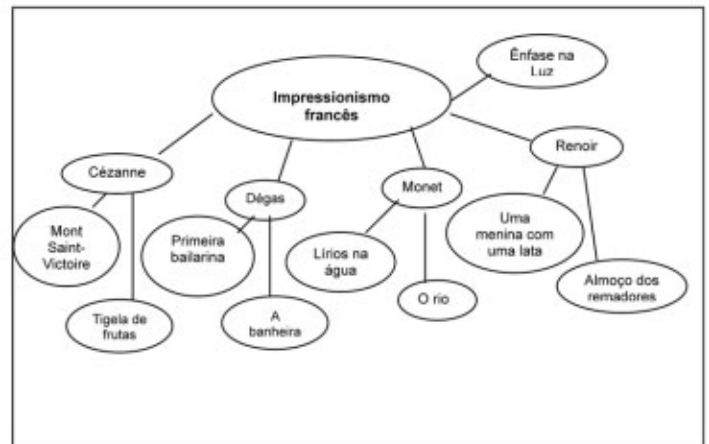 Impressionismo
francês
Ênfase na
Luz
Cézanne
Mont
Saint-
Victoire
Tigela de
frutas
Dégas
Primeira
bailarina
A
banheira
Monet
Lírios na
água
O rio
Renoir
Uma
menina com
uma lata
Almoço dos
remadores